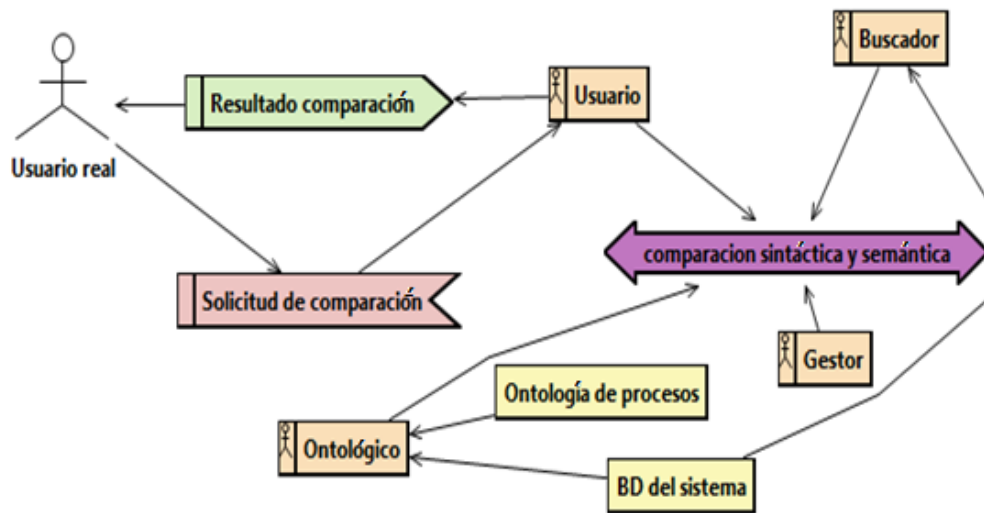 Buscador
Resultado comparación
Usuario
Usuario real
comparacion sintáctica y semántica
Solicitud de comparación
Gestor
Ontología de procesos
Ontológico
BD del sistema